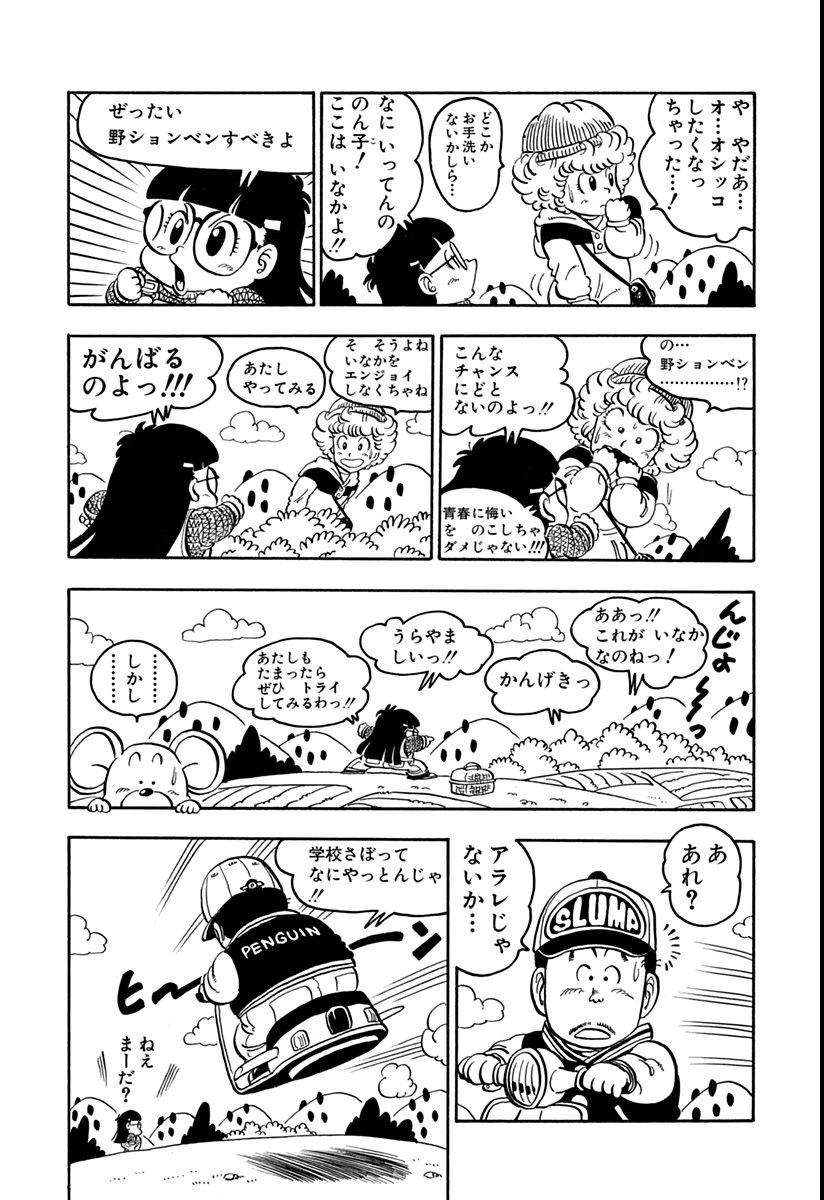 や やだあ…
オ…オシッコ
したくなっ
ちゃった…！
どこか
お手洗い
ないかしら…
なに いってんの
のん子！
こ
ここは いなかよ!!
ぜったい
野ションベンすべきよ
の…
野ションベン
…………!?
こんな
チャンス
にどと
ないのよっ!!
青春に悔い
を のこしちゃ
ダメじゃない!!!
そ そうよね
いなかを
エンジョイ
しなくちゃね
あたし
やってみる
がんばる
のよっ!!!
んじょ〜〜っ
ああっ!!
これが いなか
なのねっ！
かんげきっ
うらやま
しいっ!!
あたしも
たまったら
ぜひ トライ
してみるわっ!!
………
しかし
………
あ
あれ？
アラレじゃ
ないか…
SLUMP
学校さぼって
なにやっとんじゃ
!!
PENGUIN
ヒ〜ーーン
ねえ
まーだ？